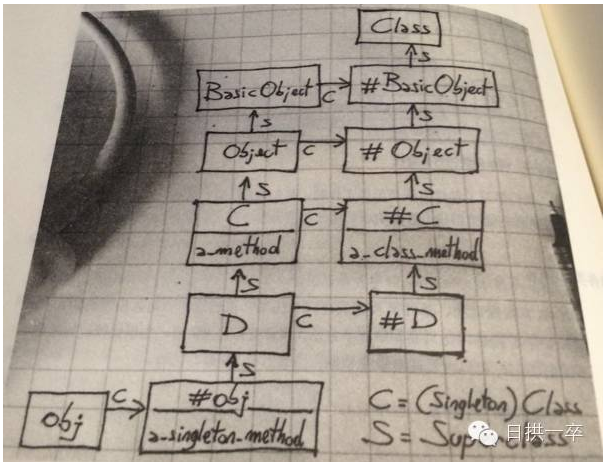 Class
S
BasicObject C #BasicObject
S S
Object C #Object
S S
C C #C
a_method a_class_method
S S
D C #D
S
obj C #obj
a_singleton_method
C = (Singleton) Class
S = Superclass
日拱一卒